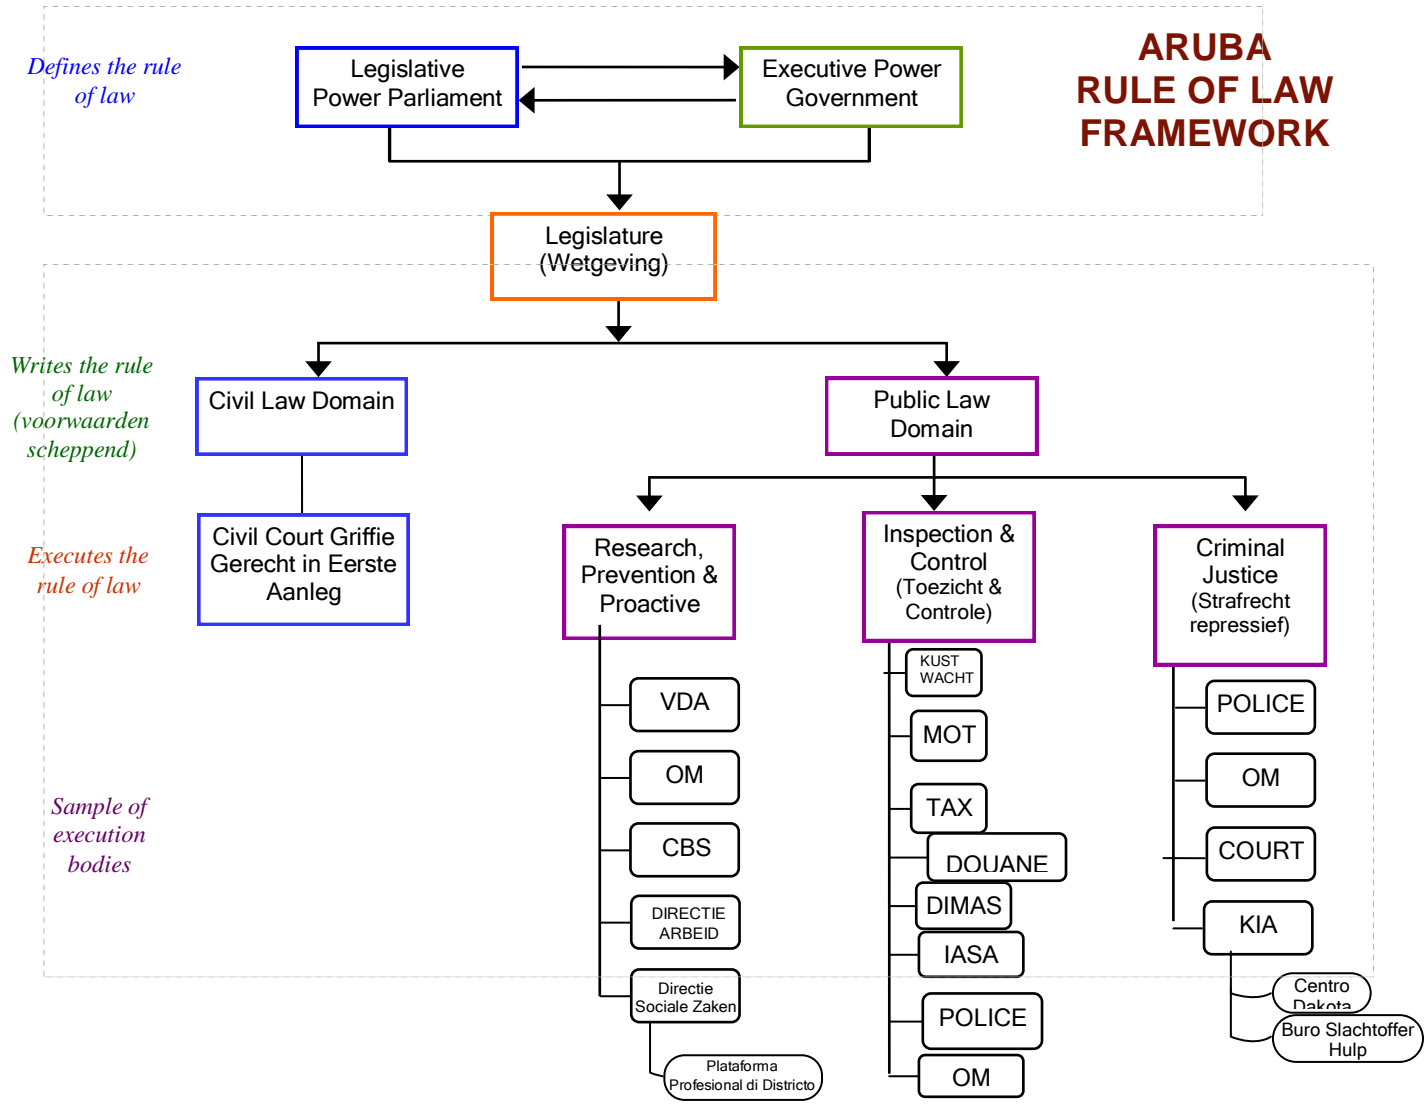 Defines the rule
of law
Legislative
Power Parliament
Executive Power
Government
ARUBA
RULE OF LAW
FRAMEWORK
Legislature
(Wetgeving)
Writes the rule
of law
(voorwaarden
scheppend)
Civil Law Domain
Public Law
Domain
Executes the
rule of law
Civil Court Griffie
Gerecht in Eerste
Aanleg
Research,
Prevention &
Proactive
Inspection &
Control
(Toezicht &
Controle)
Criminal
Justice
(Strafrecht
repressief)
Sample of
execution
bodies
VDA
OM
CBS
DIRECTIE
ARBEID
Directie
Sociale Zaken
Plataforma
Profesional di Districto
KUST
WACHT
MOT
TAX
DOUANE
DIMAS
IASA
POLICE
OM
POLICE
OM
COURT
KIA
Centro
Dakota
Buro Slachtoffer
Hulp